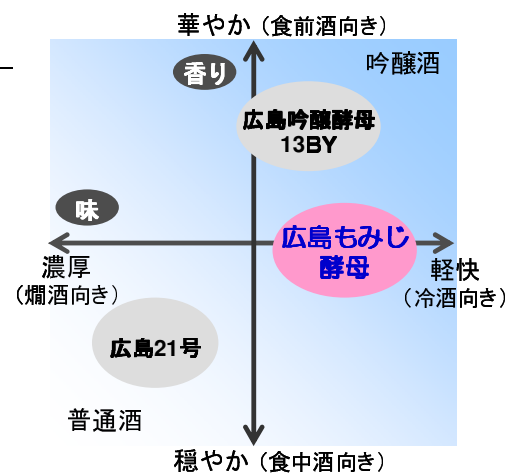 華やか（食前酒向き）
吟醸酒
香り
広島吟醸酵母
13BY
味
広島もみじ
酵母
濃厚
（燗酒向き）
軽快
（冷酒向き）
広島21号
普通酒
穏やか（食中酒向き）